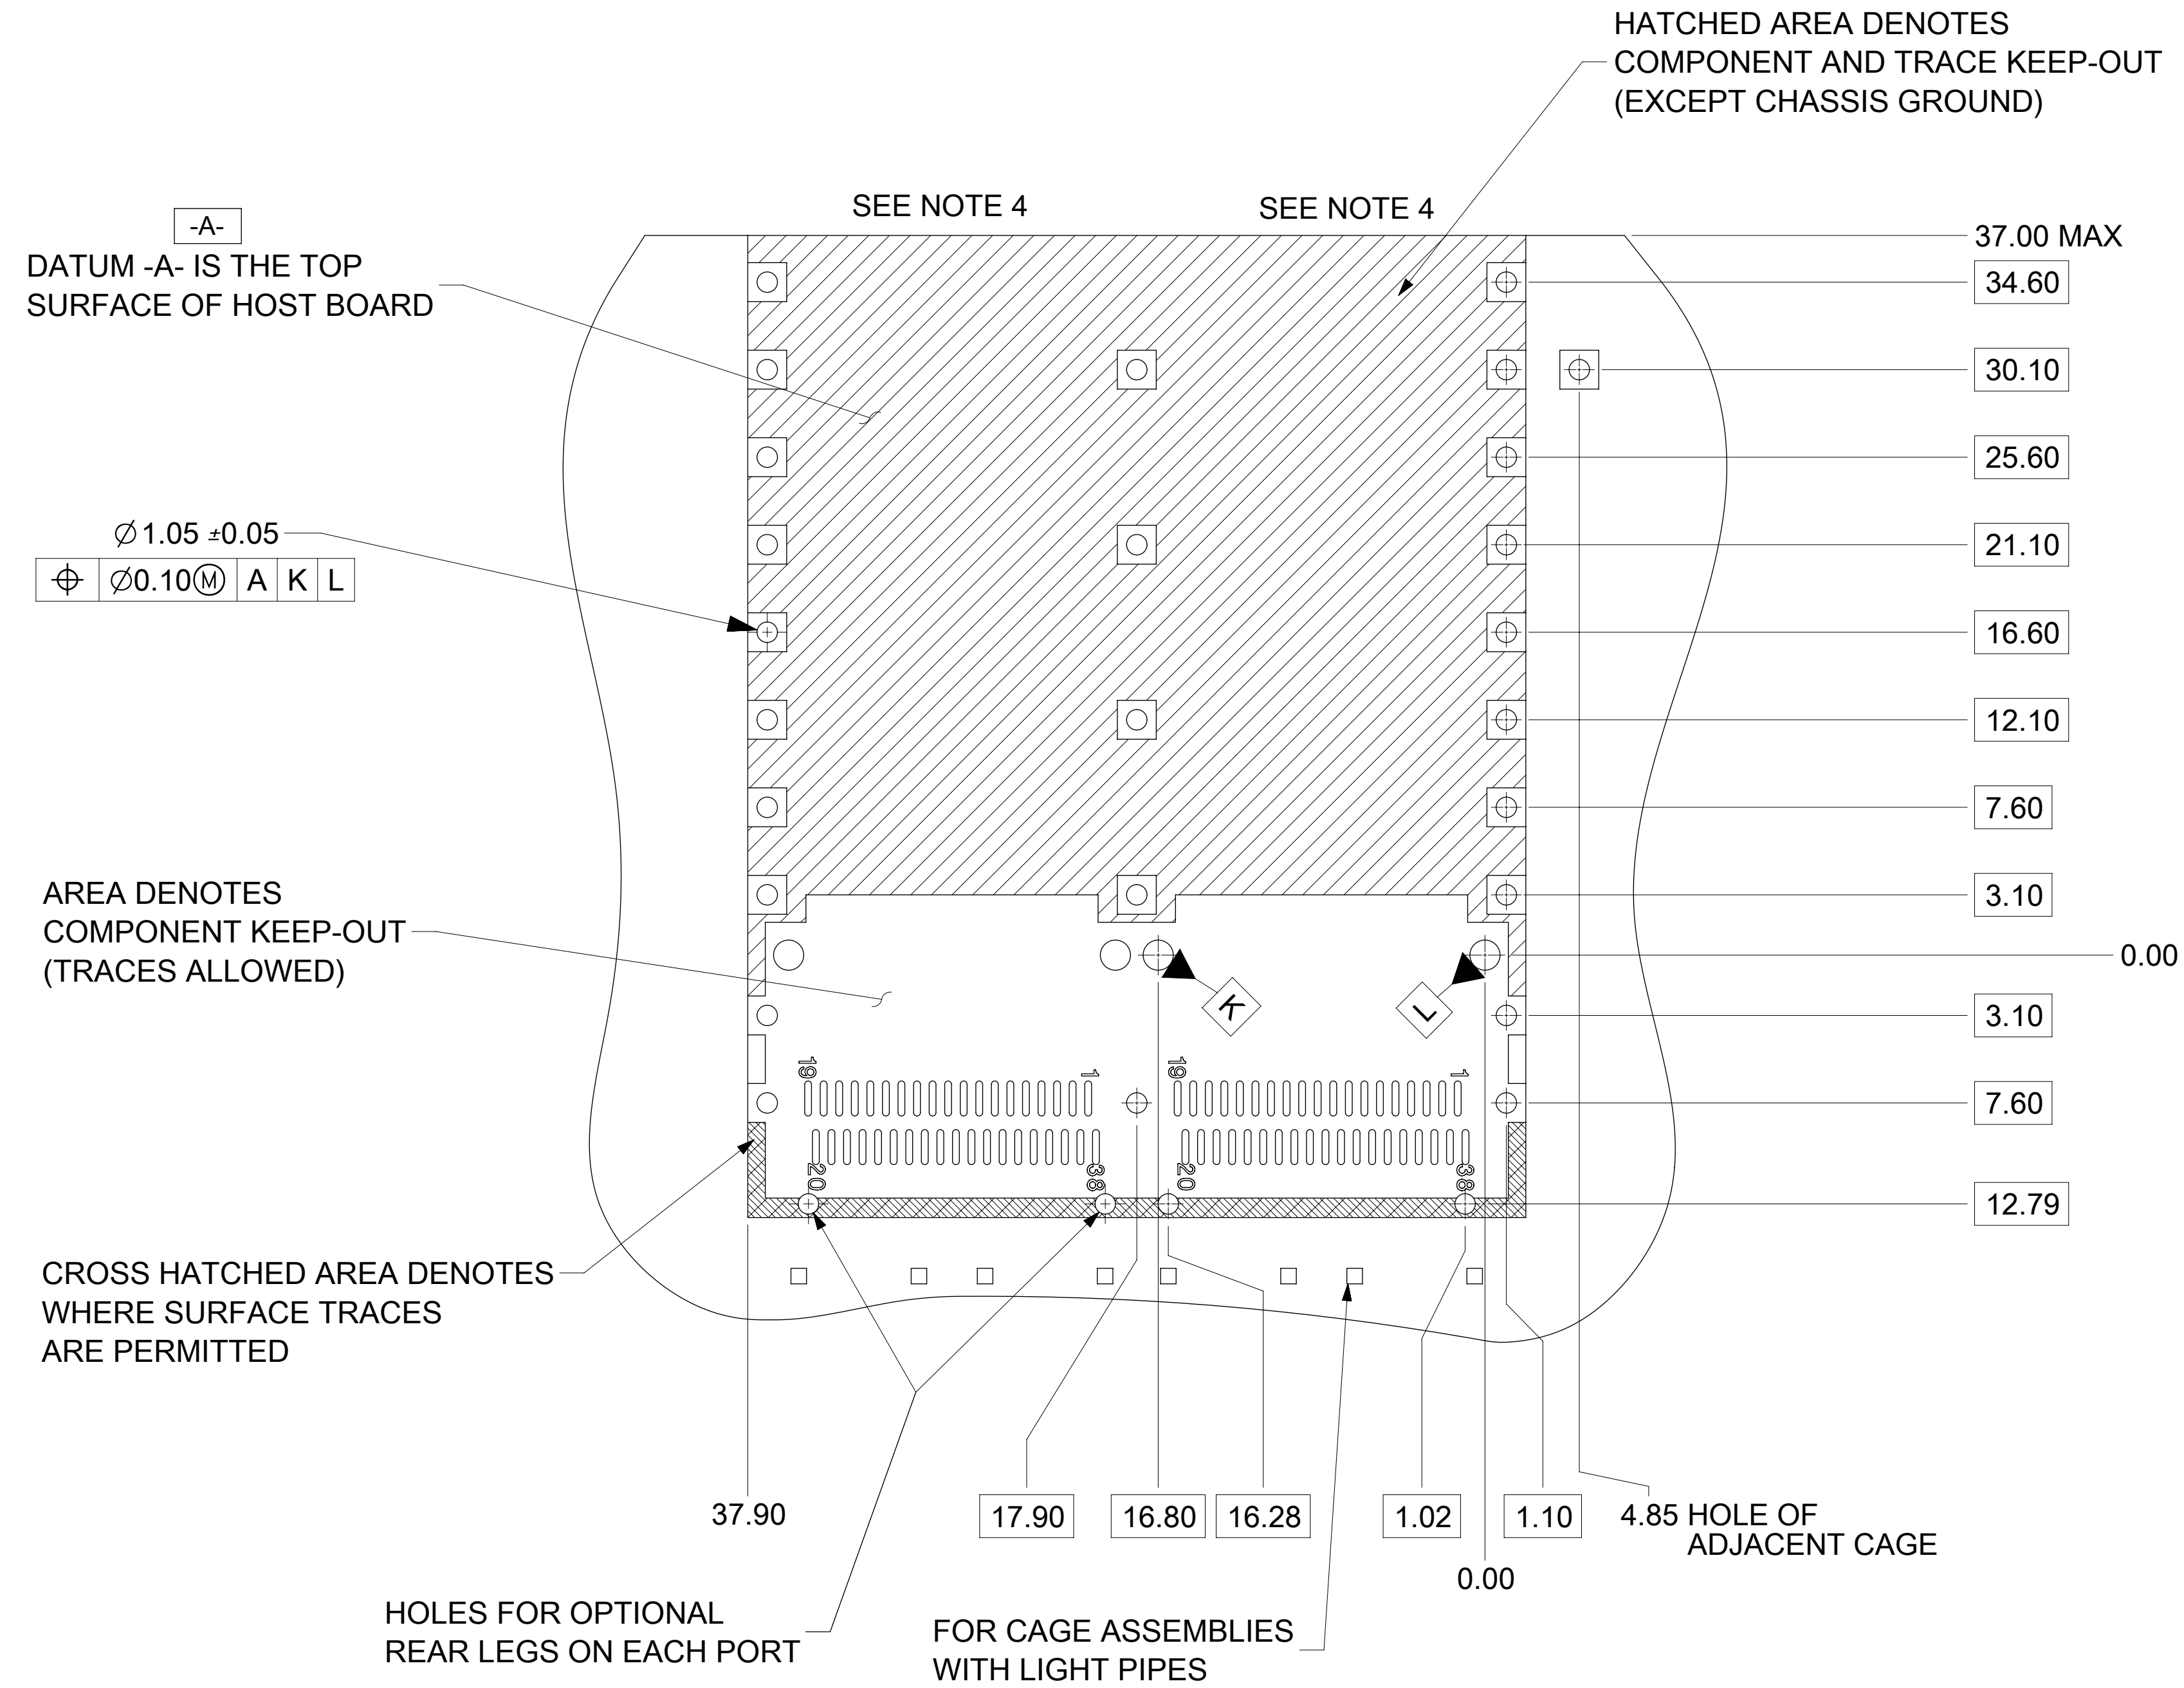 HATCHED AREA DENOTES
COMPONENT AND TRACE KEEP-OUT
(EXCEPT CHASSIS GROUND)
SEE NOTE 4
SEE NOTE 4
-A-
DATUM -A- IS THE TOP
SURFACE OF HOST BOARD
37.00 MAX
34.60
30.10
25.60
21.10
16.60
12.10
7.60
3.10
0.00
3.10
7.60
12.79
∅1.05 ±0.05
⌖ ∅0.10Ⓜ A K L
AREA DENOTES
COMPONENT KEEP-OUT
(TRACES ALLOWED)
K
L
19
1
19
1
20
38
20
38
CROSS HATCHED AREA DENOTES
WHERE SURFACE TRACES
ARE PERMITTED
37.90
17.90
16.80
16.28
1.02
1.10
4.85 HOLE OF
ADJACENT CAGE
0.00
HOLES FOR OPTIONAL
REAR LEGS ON EACH PORT
FOR CAGE ASSEMBLIES
WITH LIGHT PIPES